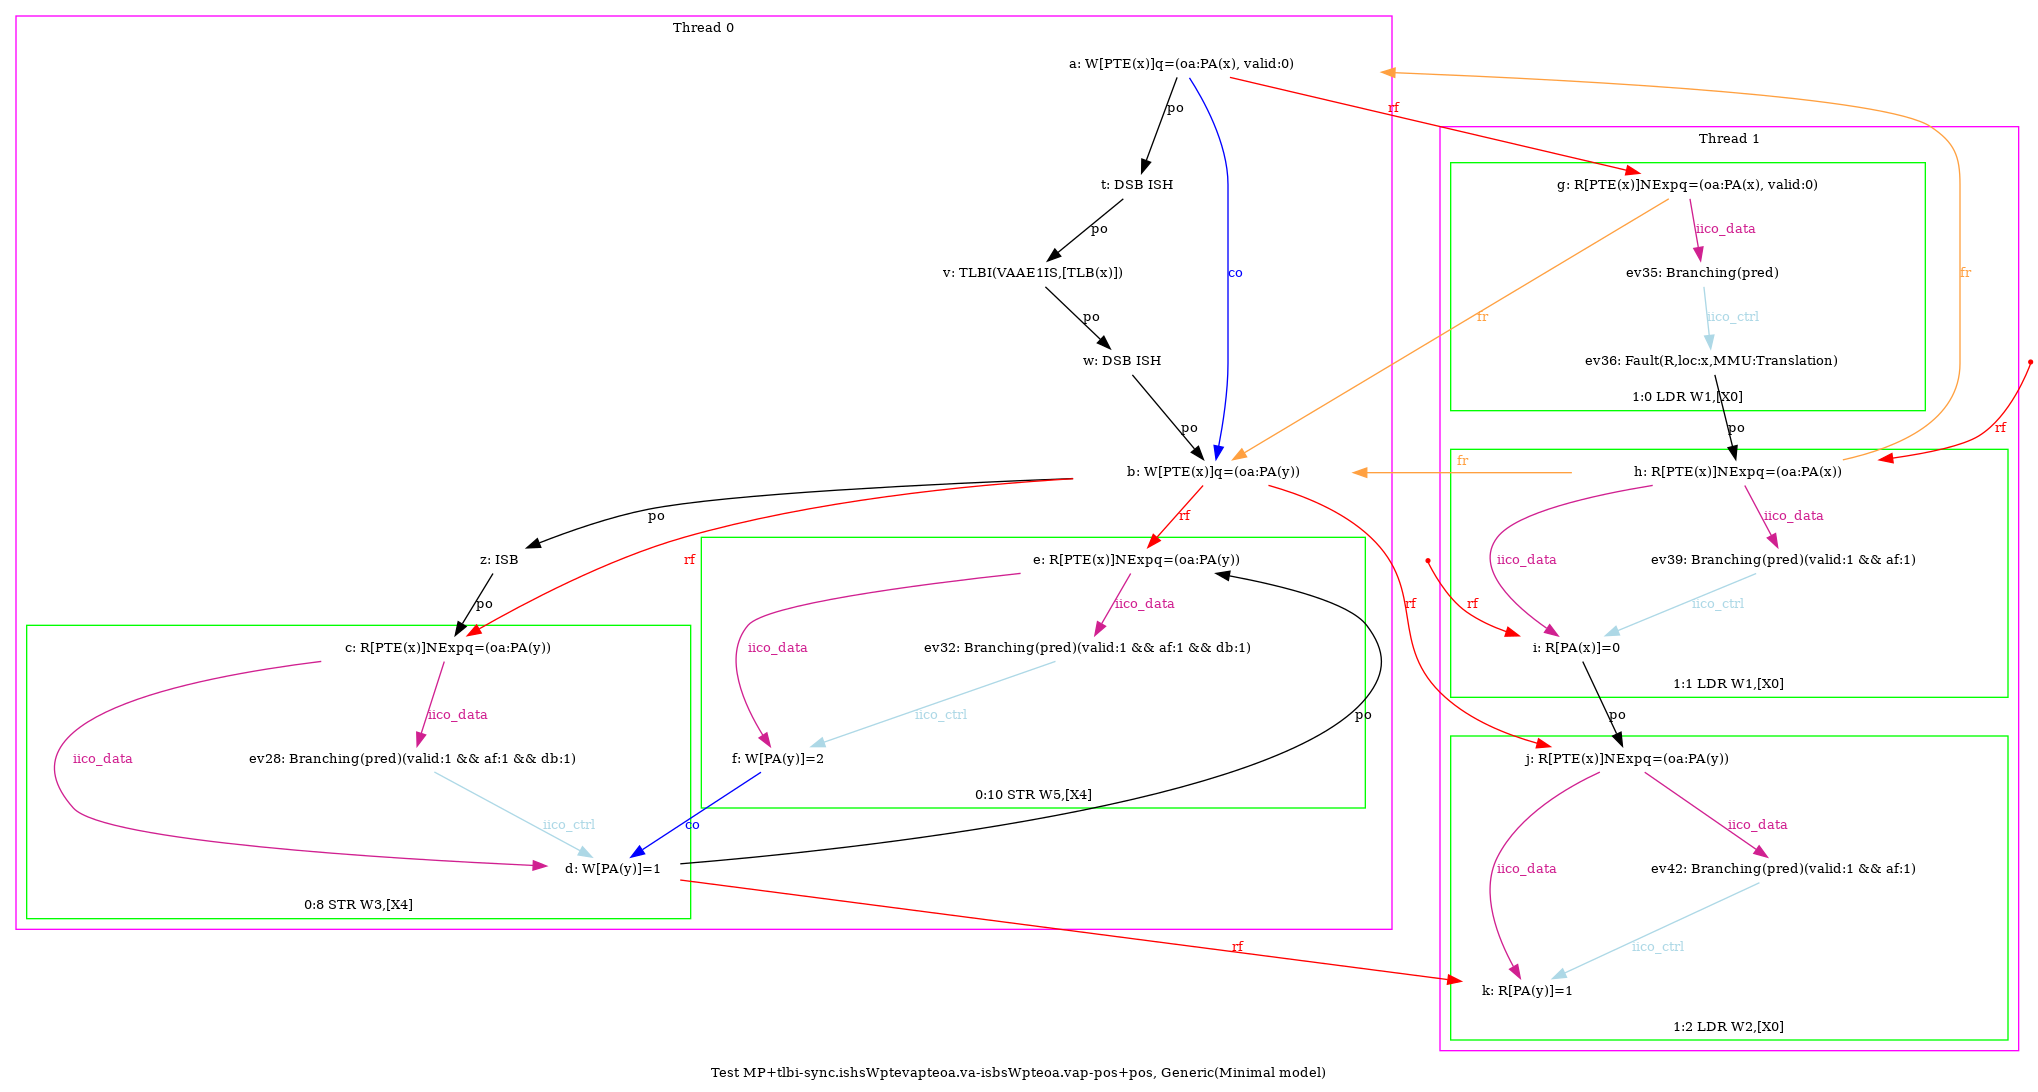 Thread 0
a: W[PTE(x)]q=(oa:PA(x), valid:0)
po
rf
t: DSB ISH
po
co
v: TLBI(VAAE1IS,[TLB(x)])
po
w: DSB ISH
po
b: W[PTE(x)]q=(oa:PA(y))
po
rf
rf
rf
z: ISB
po
e: R[PTE(x)]NExpq=(oa:PA(y))
iico_data
iico_data
ev32: Branching(pred)(valid:1 && af:1 && db:1)
iico_ctrl
po
f: W[PA(y)]=2
0:10 STR W5,[X4]
c: R[PTE(x)]NExpq=(oa:PA(y))
iico_data
iico_data
ev28: Branching(pred)(valid:1 && af:1 && db:1)
iico_ctrl
co
d: W[PA(y)]=1
0:8 STR W3,[X4]
rf
Thread 1
g: R[PTE(x)]NExpq=(oa:PA(x), valid:0)
iico_data
fr
ev35: Branching(pred)
fr
iico_ctrl
ev36: Fault(R,loc:x,MMU:Translation)
1:0 LDR W1,[X0]
po
rf
fr
h: R[PTE(x)]NExpq=(oa:PA(x))
iico_data
iico_data
ev39: Branching(pred)(valid:1 && af:1)
rf
iico_ctrl
i: R[PA(x)]=0
1:1 LDR W1,[X0]
po
j: R[PTE(x)]NExpq=(oa:PA(y))
iico_data
iico_data
ev42: Branching(pred)(valid:1 && af:1)
iico_ctrl
k: R[PA(y)]=1
1:2 LDR W2,[X0]
Test MP+tlbi-sync.ishsWptevapteoa.va-isbsWpteoa.vap-pos+pos, Generic(Minimal model)